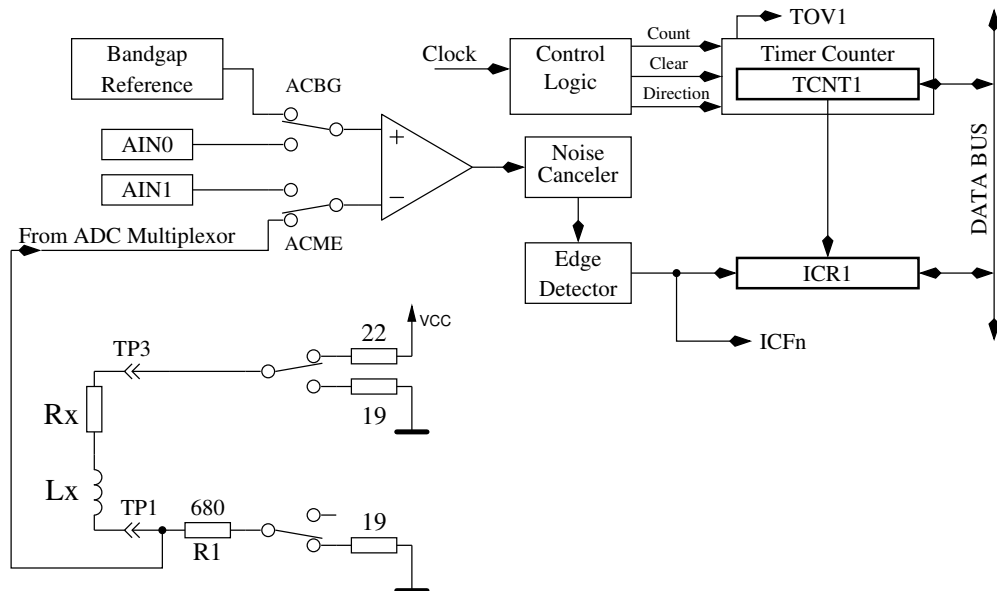 TOV1
Bandgap
Reference
ACBG
Clock
Control
Logic
Count
Clear
Direction
Timer Counter
TCNT1
AIN0
+
Noise
Canceler
AIN1
−
From ADC Multiplexor
ACME
DATA BUS
Edge
Detector
ICR1
ICFn
VCC
22
TP3
19
Rx
Lx
TP1
680
R1
19